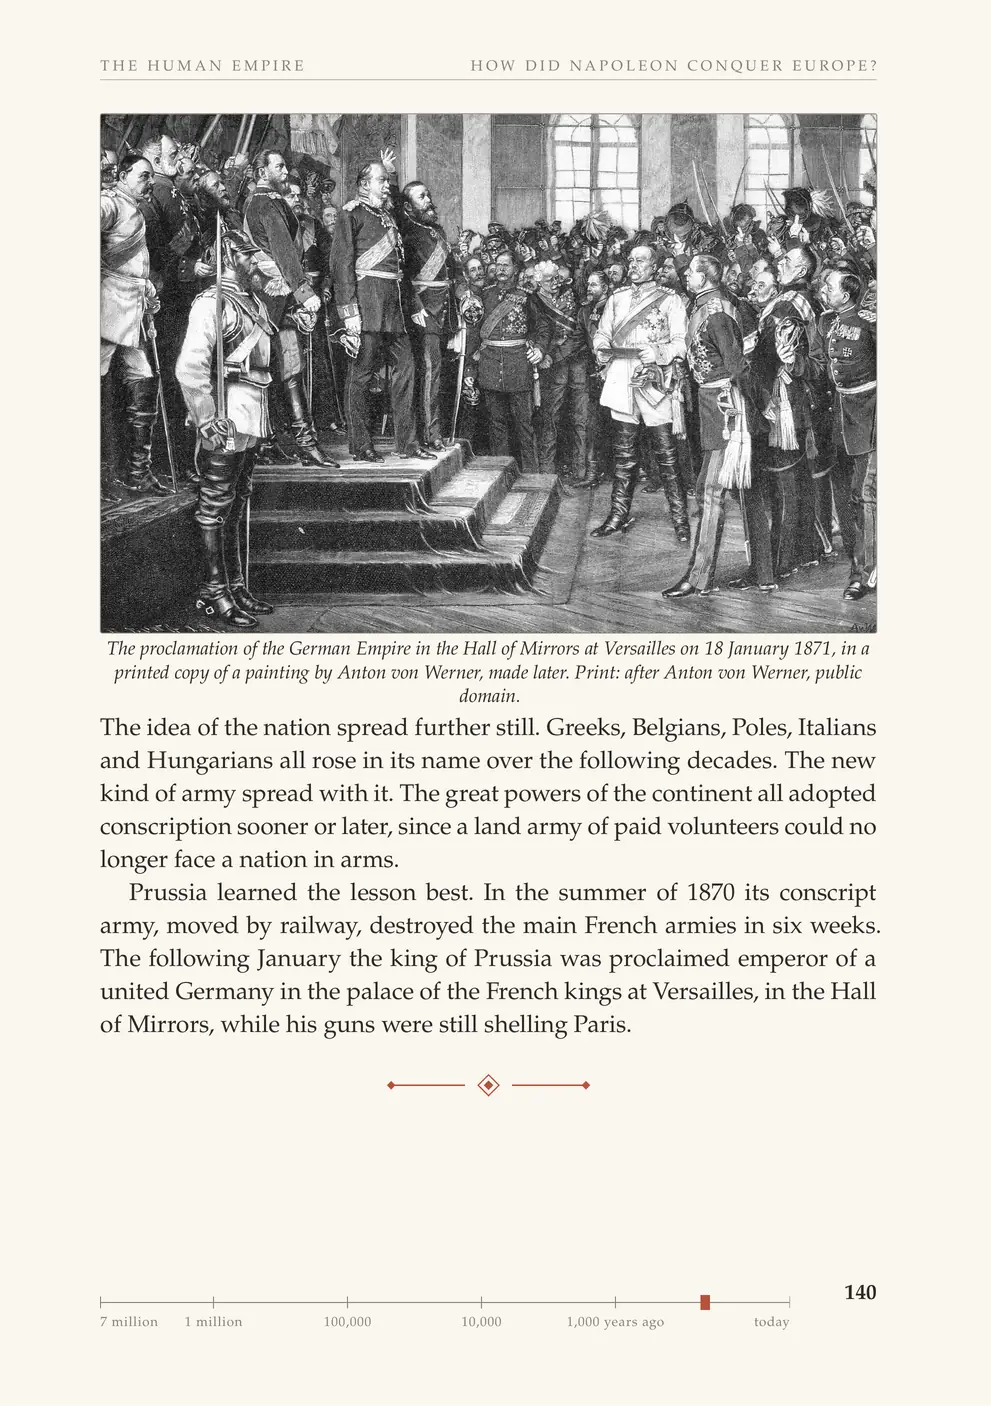 THE HUMAN EMPIRE
HOW DID NAPOLEON CONQUER EUROPE?
The proclamation of the German Empire in the Hall of Mirrors at Versailles on 18 January 1871, in a
printed copy of a painting by Anton von Werner, made later. Print: after Anton von Werner, public
domain.
The idea of the nation spread further still. Greeks, Belgians, Poles, Italians
and Hungarians all rose in its name over the following decades. The new
kind of army spread with it. The great powers of the continent all adopted
conscription sooner or later, since a land army of paid volunteers could no
longer face a nation in arms.
Prussia learned the lesson best. In the summer of 1870 its conscript
army, moved by railway, destroyed the main French armies in six weeks.
The following January the king of Prussia was proclaimed emperor of a
united Germany in the palace of the French kings at Versailles, in the Hall
of Mirrors, while his guns were still shelling Paris.
140
7 million 1 million 100,000 10,000 1,000 years ago today